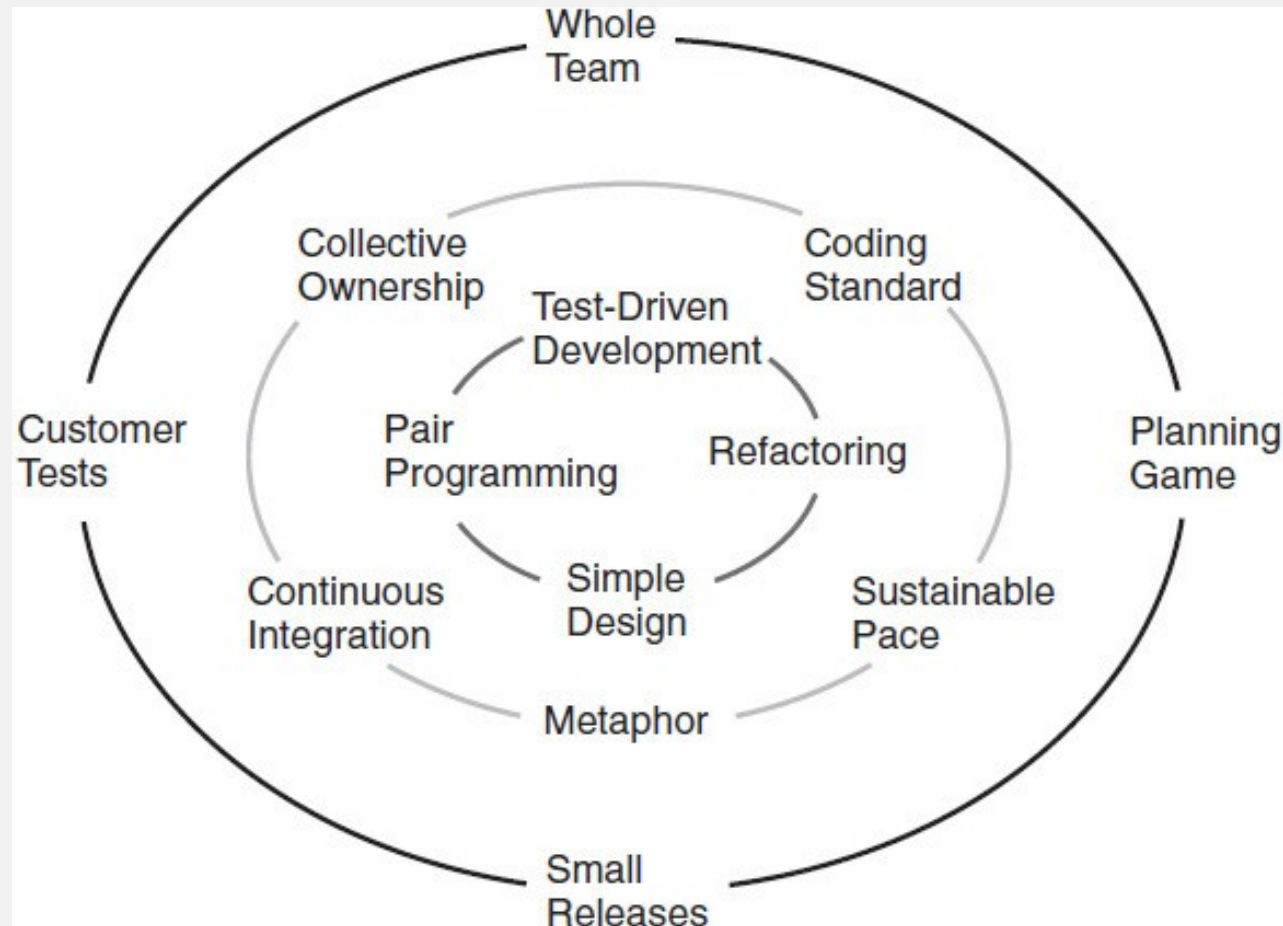 Whole
Team
Collective
Ownership
Coding
Standard
Test-Driven
Development
Customer
Tests
Pair
Programming
Refactoring
Planning
Game
Continuous
Integration
Simple
Design
Sustainable
Pace
Metaphor
Small
Releases